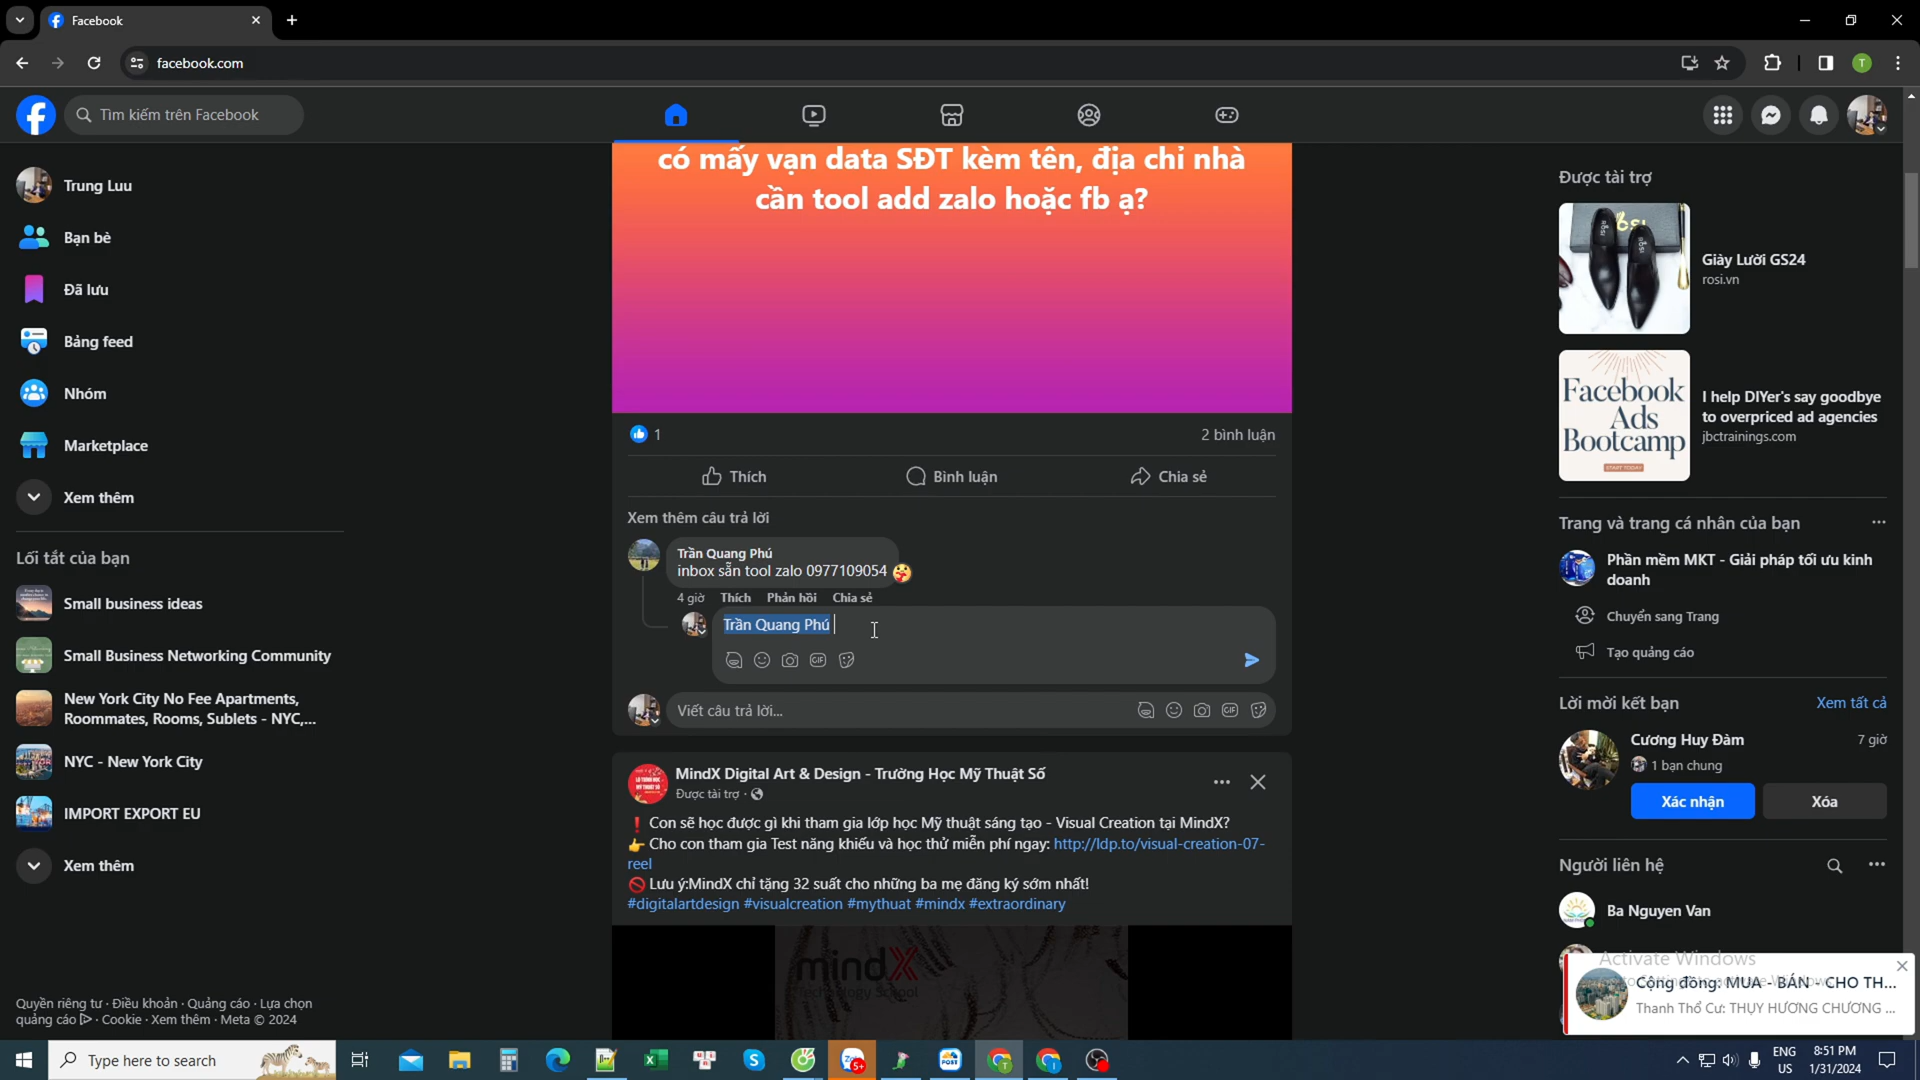 Facebook
facebook.com
T
Tìm kiếm trên Facebook
Trung Luu
Bạn bè
Đã lưu
Bảng feed
Nhóm
Marketplace
Xem thêm
Lối tắt của bạn
Small business ideas
Small Business Networking Community
New York City No Fee Apartments,
Roommates, Rooms, Sublets - NYC,...
NYC - New York City
IMPORT EXPORT EU
Xem thêm
Quyền riêng tư · Điều khoản · Quảng cáo · Lựa chọn
quảng cáo · Cookie · Xem thêm · Meta © 2024
có mấy vạn data SĐT kèm tên, địa chỉ nhà
cần tool add zalo hoặc fb ạ?
1
2 bình luận
Thích
Bình luận
Chia sẻ
Xem thêm câu trả lời
Trần Quang Phú
inbox sẵn tool zalo 0977109054
4 giờ Thích Phản hồi Chia sẻ
Trần Quang Phú
GIF
Viết câu trả lời...
GIF
MindX Digital Art & Design - Trường Học Mỹ Thuật Số
Được tài trợ ·
❗ Con sẽ học được gì khi tham gia lớp học Mỹ thuật sáng tạo - Visual Creation tại MindX?
👉 Cho con tham gia Test năng khiếu và học thử miễn phí ngay: http://ldp.to/visual-creation-07-
reel
🚫 Lưu ý:MindX chỉ tặng 32 suất cho những ba mẹ đăng ký sớm nhất!
#digitalartdesign #visualcreation #mythuat #mindx #extraordinary
mindX
Technology School
Được tài trợ
Giày Lười GS24
rosi.vn
Facebook
Ads
Bootcamp
START TODAY
I help DIYer's say goodbye
to overpriced ad agencies
jbctrainings.com
Trang và trang cá nhân của bạn
Phần mềm MKT - Giải pháp tối ưu kinh
doanh
Chuyển sang Trang
Tạo quảng cáo
Lời mời kết bạn
Xem tất cả
Cương Huy Đàm
7 giờ
1 bạn chung
Xác nhận
Xóa
Người liên hệ
Ba Nguyen Van
Activate Windows
Cộng đồng: MUA - BÁN - CHO TH...
Thanh Thổ Cư: THỤY HƯƠNG CHƯƠNG ...
Type here to search
5+
POST
ENG
US
8:51 PM
1/31/2024